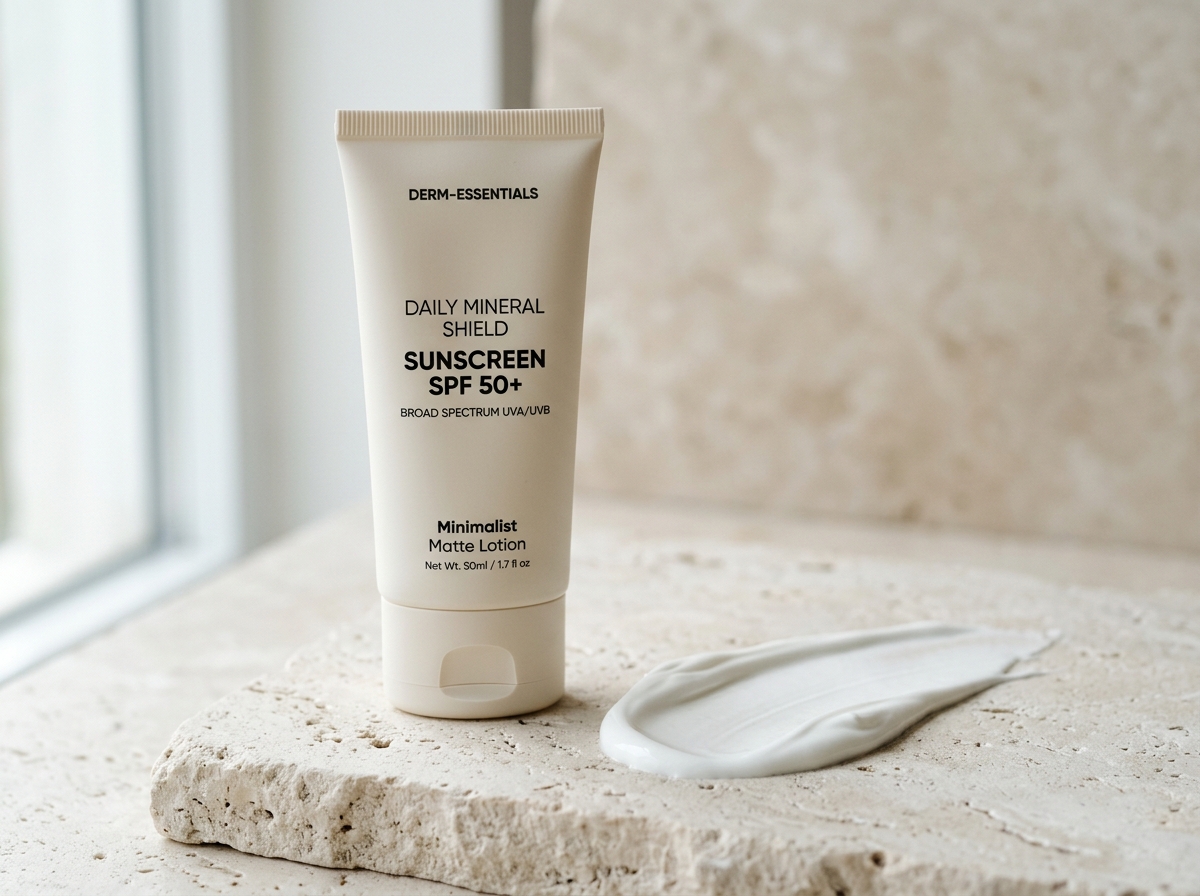 DERM-ESSENTIALS
DAILY MINERAL
SHIELD
SUNSCREEN
SPF 50+
BROAD SPECTRUM UVA/UVB
Minimalist
Matte Lotion
Net Wt. 50ml / 1.7 fl oz